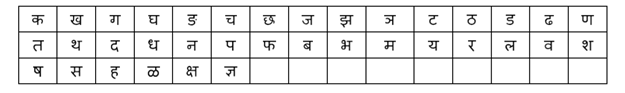 क ख ग घ ङ च छ ज झ ञ ट ठ ड ढ ण
त थ द ध न प फ ब भ म य र ल व श
ष स ह ळ क्ष ज्ञ